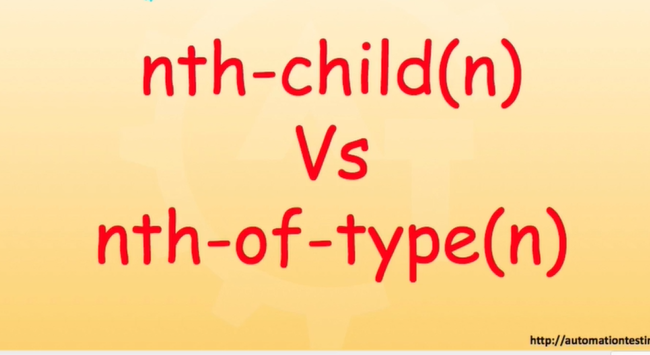 nth-child(n)
Vs
nth-of-type(n)
http://automationtestin